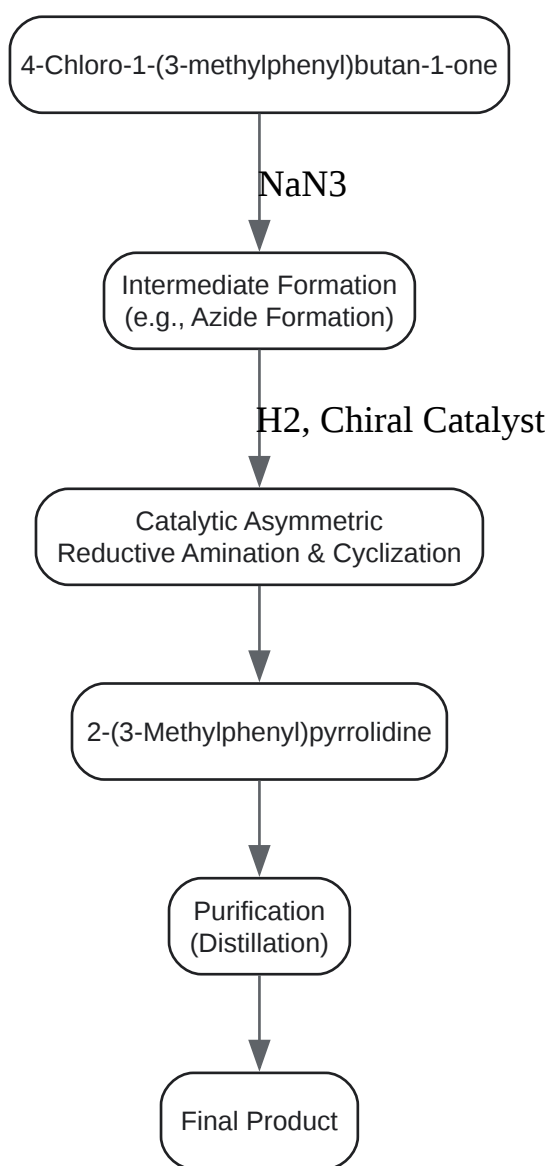 4-Chloro-1-(3-methylphenyl)butan-1-one
NaN3
Intermediate Formation
(e.g., Azide Formation)
H2, Chiral Catalyst
Catalytic Asymmetric
Reductive Amination & Cyclization
2-(3-Methylphenyl)pyrrolidine
Purification
(Distillation)
Final Product